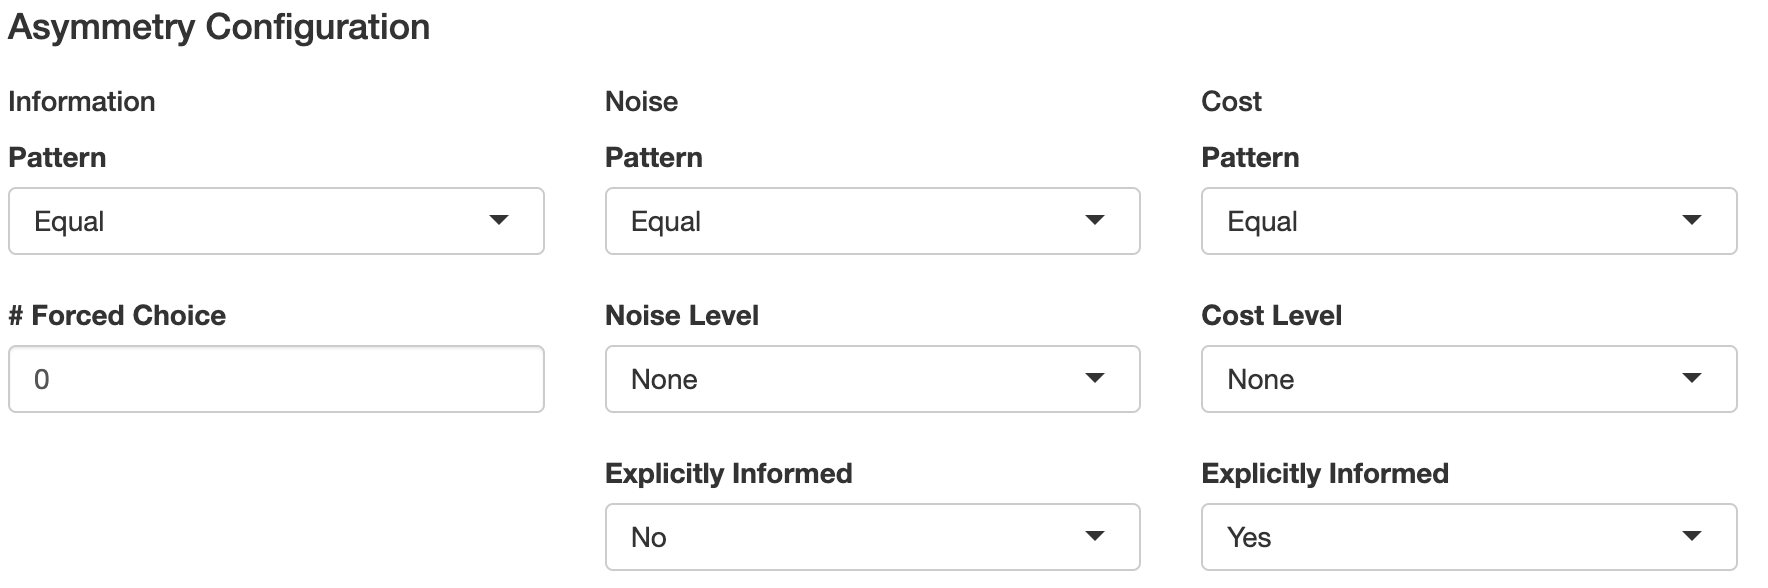 Asymmetry Configuration
Information
Noise
Cost
Pattern
Pattern
Pattern
Equal
Equal
Equal
# Forced Choice
Noise Level
Cost Level
0
None
None
Explicitly Informed
Explicitly Informed
No
Yes